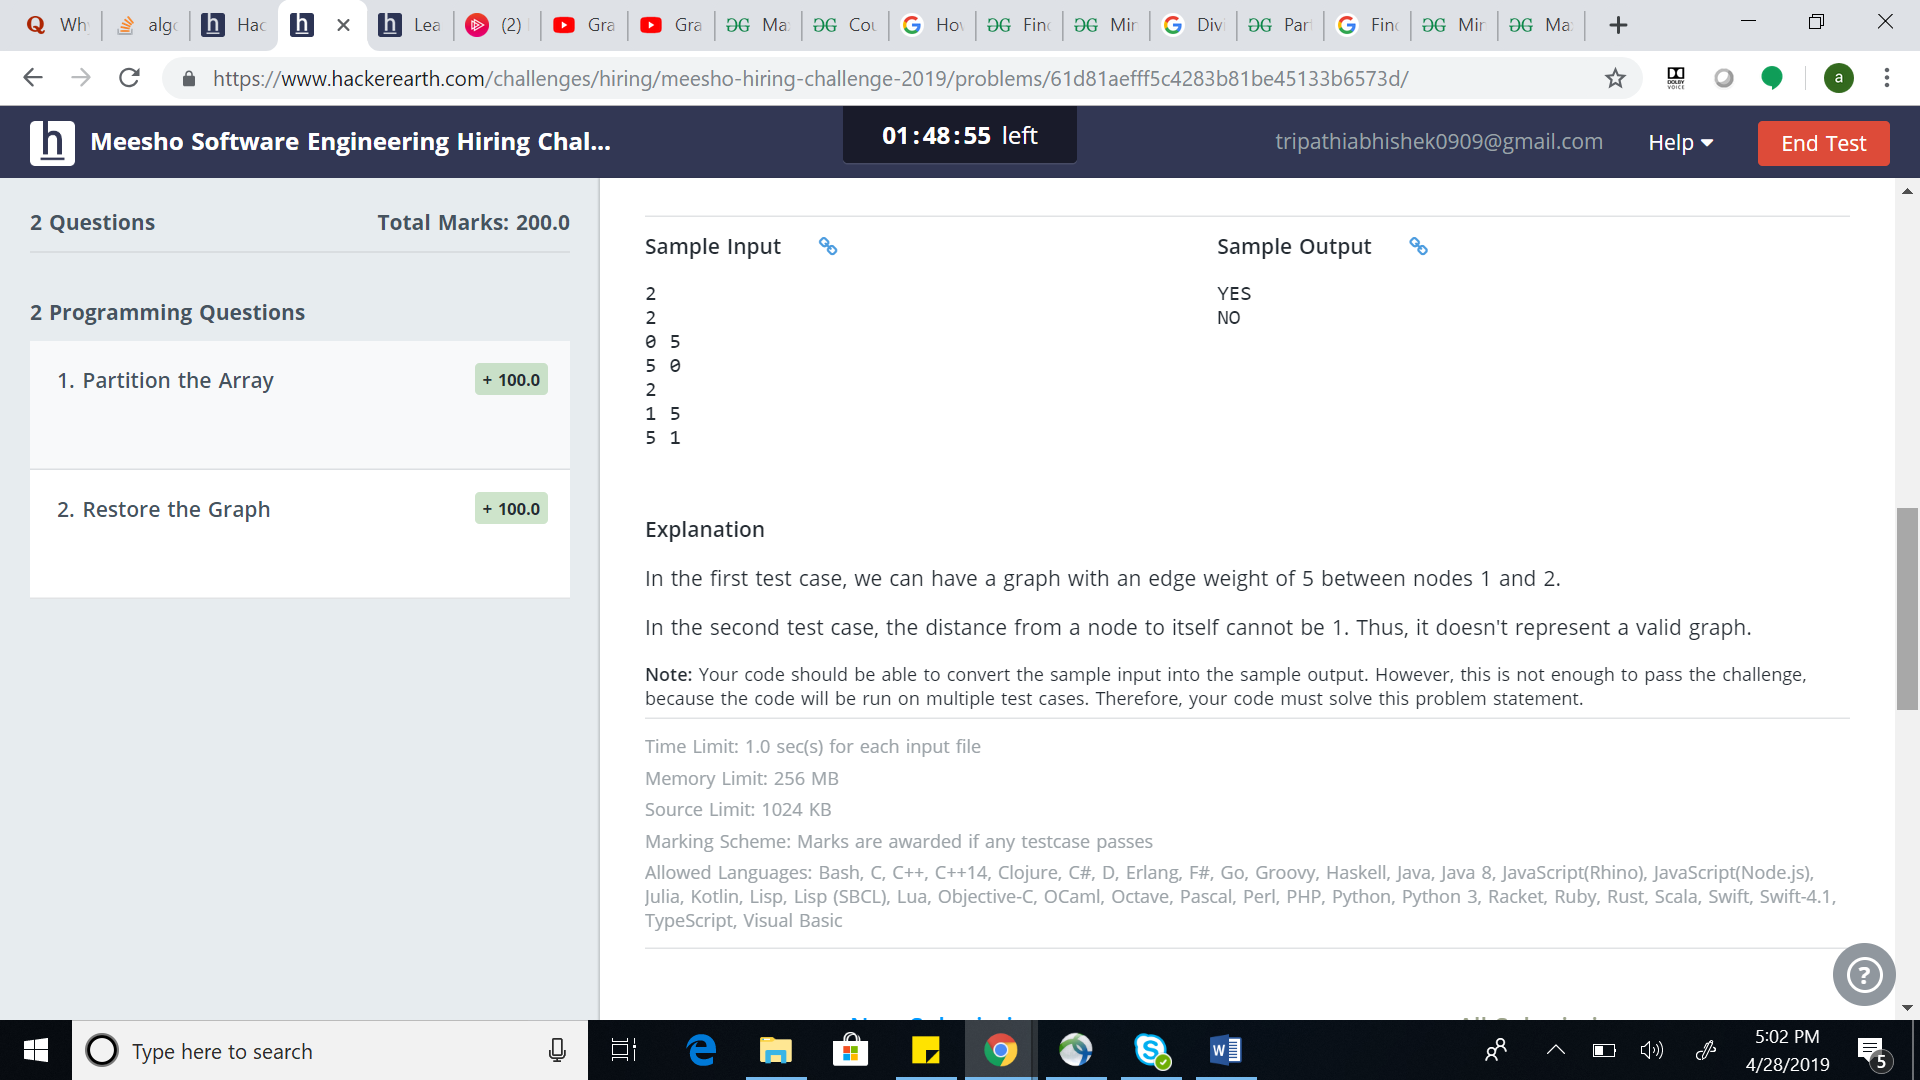 Wh algo Hac Lea (2) Gra Gra Ma Cou Hov Finc Mir Divi Part Finc Mir Ma
https://www.hackerearth.com/challenges/hiring/meesho-hiring-challenge-2019/problems/61d81aefff5c4283b81be45133b6573d/
DOLBY VOICE
a
h Meesho Software Engineering Hiring Chal...
01:48:55 left
tripathiabhishek0909@gmail.com
Help
End Test
2 Questions
Total Marks: 200.0
2 Programming Questions
1. Partition the Array
+ 100.0
2. Restore the Graph
+ 100.0
Sample Input
2
2
0 5
5 0
2
1 5
5 1
Sample Output
YES
NO
Explanation
In the first test case, we can have a graph with an edge weight of 5 between nodes 1 and 2.
In the second test case, the distance from a node to itself cannot be 1. Thus, it doesn't represent a valid graph.
Note: Your code should be able to convert the sample input into the sample output. However, this is not enough to pass the challenge,
because the code will be run on multiple test cases. Therefore, your code must solve this problem statement.
Time Limit: 1.0 sec(s) for each input file
Memory Limit: 256 MB
Source Limit: 1024 KB
Marking Scheme: Marks are awarded if any testcase passes
Allowed Languages: Bash, C, C++, C++14, Clojure, C#, D, Erlang, F#, Go, Groovy, Haskell, Java, Java 8, JavaScript(Rhino), JavaScript(Node.js),
Julia, Kotlin, Lisp, Lisp (SBCL), Lua, Objective-C, OCaml, Octave, Pascal, Perl, PHP, Python, Python 3, Racket, Ruby, Rust, Scala, Swift, Swift-4.1,
TypeScript, Visual Basic
?
Type here to search
5:02 PM
4/28/2019
5